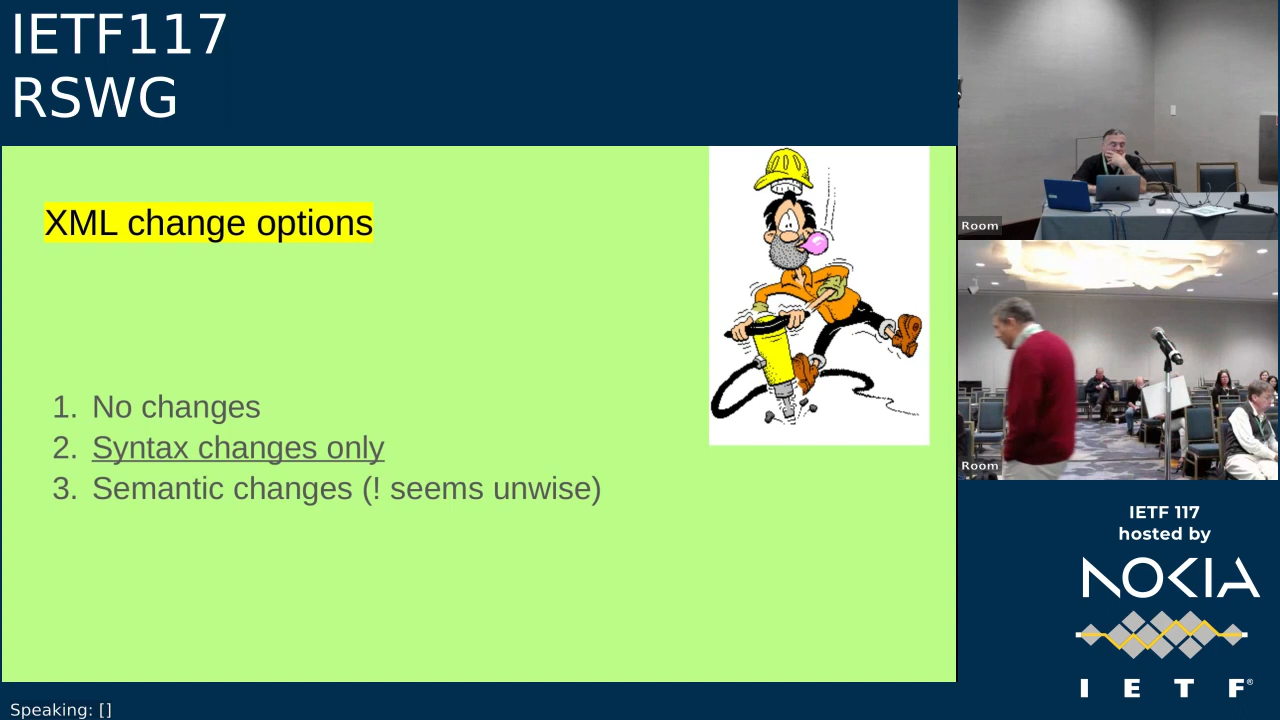 IETF117
RSWG
XML change options
1. No changes
2. Syntax changes only
3. Semantic changes (! seems unwise)
Room
Room
IETF 117
hosted by
NOKIA
I E T F®
Speaking: []